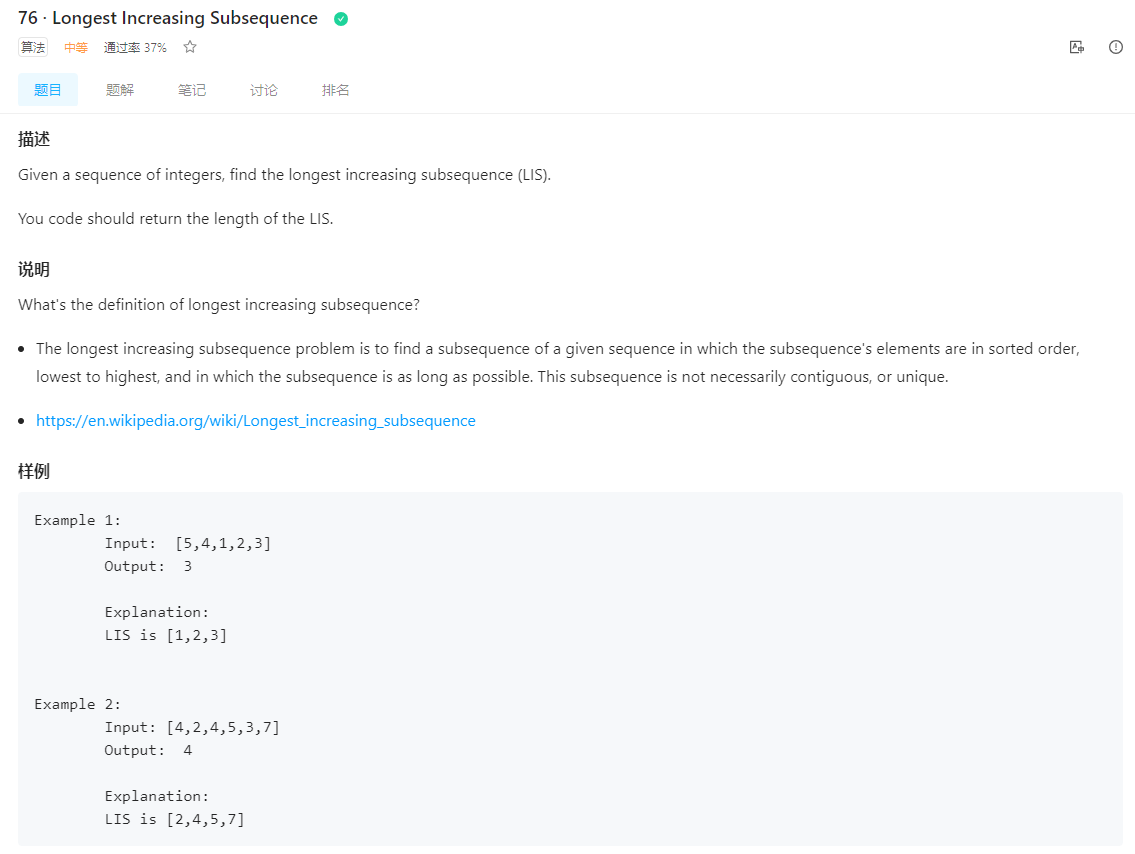 76 · Longest Increasing Subsequence
算法 中等 通过率 37%
题目 题解 笔记 讨论 排名
描述
Given a sequence of integers, find the longest increasing subsequence (LIS).
You code should return the length of the LIS.
说明
What's the definition of longest increasing subsequence?
• The longest increasing subsequence problem is to find a subsequence of a given sequence in which the subsequence's elements are in sorted order,
lowest to highest, and in which the subsequence is as long as possible. This subsequence is not necessarily contiguous, or unique.
• https://en.wikipedia.org/wiki/Longest_increasing_subsequence
样例
Example 1:
Input:  [5,4,1,2,3]
Output:  3
Explanation:
LIS is [1,2,3]
Example 2:
Input: [4,2,4,5,3,7]
Output:  4
Explanation:
LIS is [2,4,5,7]